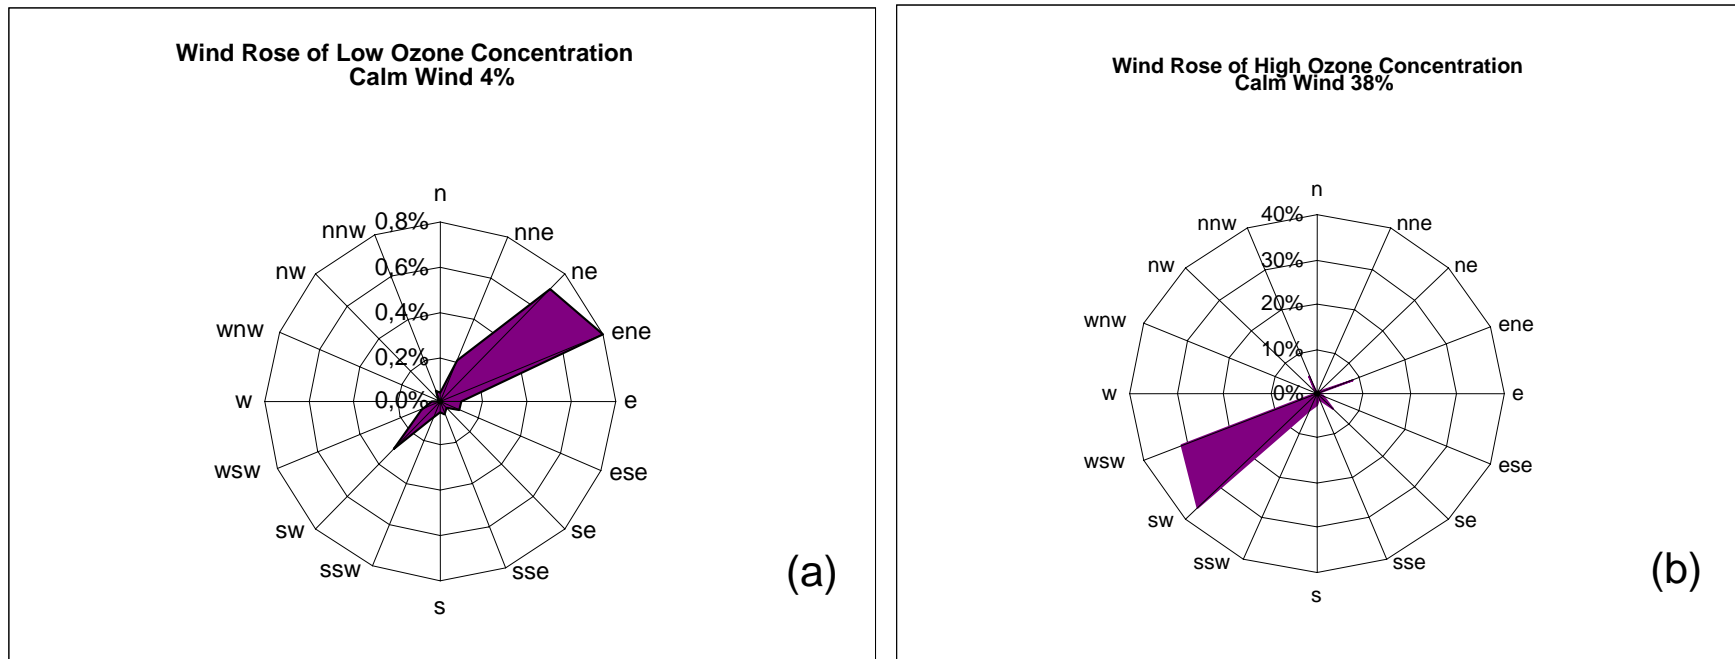 Wind Rose of Low Ozone Concentration
Calm Wind 4%
n
nne
ne
ene
e
ese
se
sse
s
ssw
sw
wsw
w
wnw
nw
nnw
0,8%
0,6%
0,4%
0,2%
0,0%
(a)
Wind Rose of High Ozone Concentration
Calm Wind 38%
n
nne
ne
ene
e
ese
se
sse
s
ssw
sw
wsw
w
wnw
nw
nnw
40%
30%
20%
10%
0%
(b)